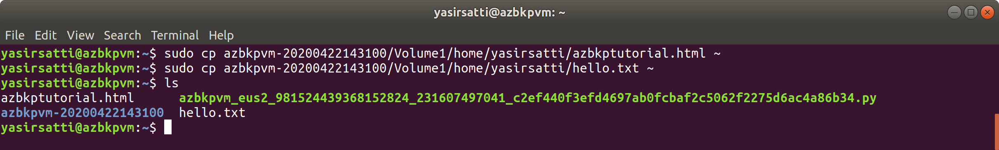 yasirsatti@azbkpvm: ~
File Edit View Search Terminal Help
yasirsatti@azbkpvm:~$ sudo cp azbkpvm-20200422143100/Volume1/home/yasirsatti/azbkptutorial.html ~
yasirsatti@azbkpvm:~$ sudo cp azbkpvm-20200422143100/Volume1/home/yasirsatti/hello.txt ~
yasirsatti@azbkpvm:~$ ls
azbkptutorial.html azbkpvm_eus2_981524439368152824_231607497041_c2ef440f3efd4697ab0fcbaf2c5062f2275d6ac4a86b34.py
azbkpvm-20200422143100 hello.txt
yasirsatti@azbkpvm:~$